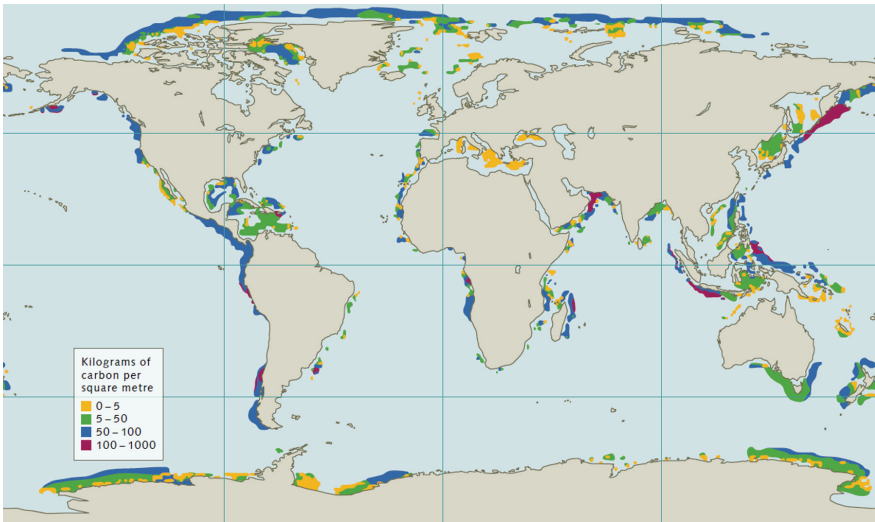 Kilograms of
carbon per
square metre
0–5
5–50
50–100
100–1000